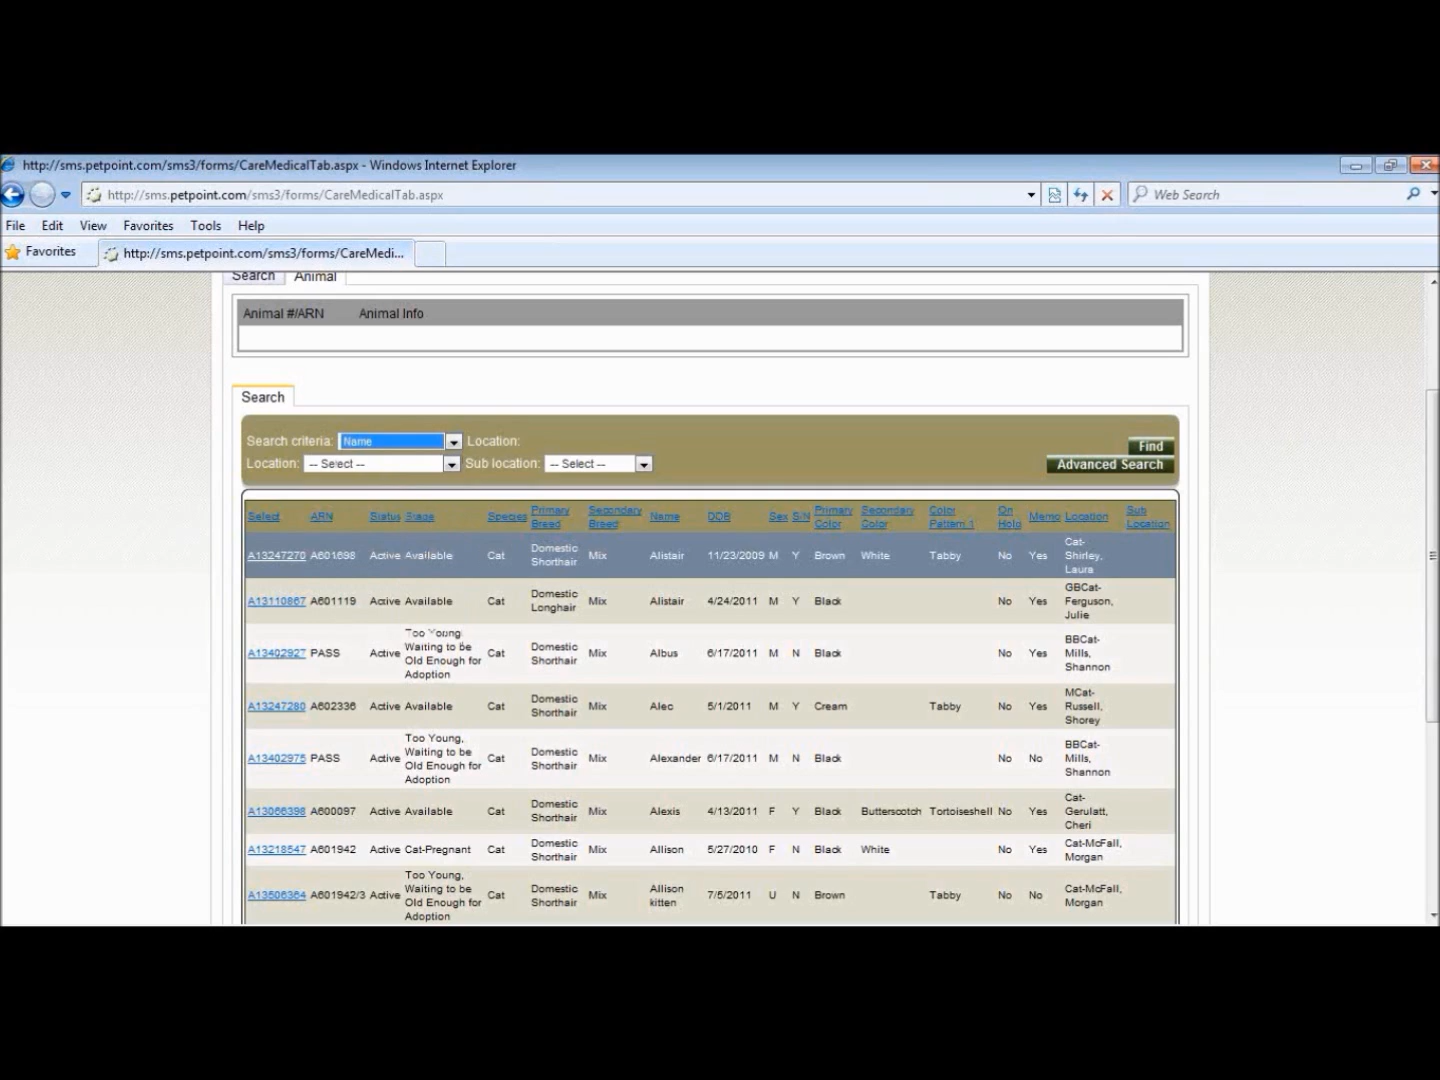 http://sms.petpoint.com/sms3/forms/CareMedicalTab.aspx - Windows Internet Explorer
http://sms.petpoint.com/sms3/forms/CareMedicalTab.aspx
Web Search
File Edit View Favorites Tools Help
Favorites http://sms.petpoint.com/sms3/forms/CareMedi...
Search Animal
Animal #/ARN Animal Info
Search
Search criteria: Name Location:
Find
Location: -- Select -- Sub location: -- Select --
Advanced Search
Select ARN Status Stage Species Primary Breed Secondary Breed Name DOB Sex S/N Primary Color Secondary Color Color Pattern 1 On Hold Memo Location Sub Location
A13247270 A601698 Active Available Cat Domestic Shorthair Mix Alistair 11/23/2009 M Y Brown White Tabby No Yes Cat-Shirley, Laura
A13110867 A601119 Active Available Cat Domestic Longhair Mix Alistair 4/24/2011 M Y Black No Yes GBCat-Ferguson, Julie
A13402927 PASS Active Too Young, Waiting to be Old Enough for Adoption Cat Domestic Shorthair Mix Albus 6/17/2011 M N Black No Yes BBCat-Mills, Shannon
A13247280 A602336 Active Available Cat Domestic Shorthair Mix Alec 5/1/2011 M Y Cream Tabby No Yes MCat-Russell, Shorey
A13402975 PASS Active Too Young, Waiting to be Old Enough for Adoption Cat Domestic Shorthair Mix Alexander 6/17/2011 M N Black No No BBCat-Mills, Shannon
A13066398 A600097 Active Available Cat Domestic Shorthair Mix Alexis 4/13/2011 F Y Black Butterscotch Tortoiseshell No Yes Cat-Gerulatt, Cheri
A13218547 A601942 Active Cat-Pregnant Cat Domestic Shorthair Mix Allison 5/27/2010 F N Black White No Yes Cat-McFall, Morgan
A13506364 A601942/3 Active Too Young, Waiting to be Old Enough for Adoption Cat Domestic Shorthair Mix Allison kitten 7/5/2011 U N Brown Tabby No No Cat-McFall, Morgan